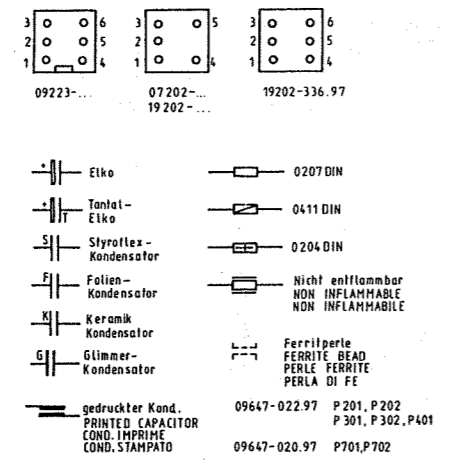 3 6
2 5
1 4
09223-...
3 5
2
1 4
07202-...
19202-...
3 6
2 5
1 4
19202-336.97
+ Elko
+ T Tantal-
Elko
S Styroflex-
Kondensator
F Folien-
Kondensator
K Keramik
Kondensator
G Glimmer-
Kondensator
gedruckter Kond.
PRINTED CAPACITOR
COND. IMPRIME
COND. STAMPATO
0207 DIN
0411 DIN
0204 DIN
Nicht entflammbar
NON INFLAMMABLE
NON INFLAMMABILE
Ferritperle
FERRITE BEAD
PERLE FERRITE
PERLA DI FE
09647-022.97 P201, P202
P301, P302, P401
09647-020.97 P701, P702